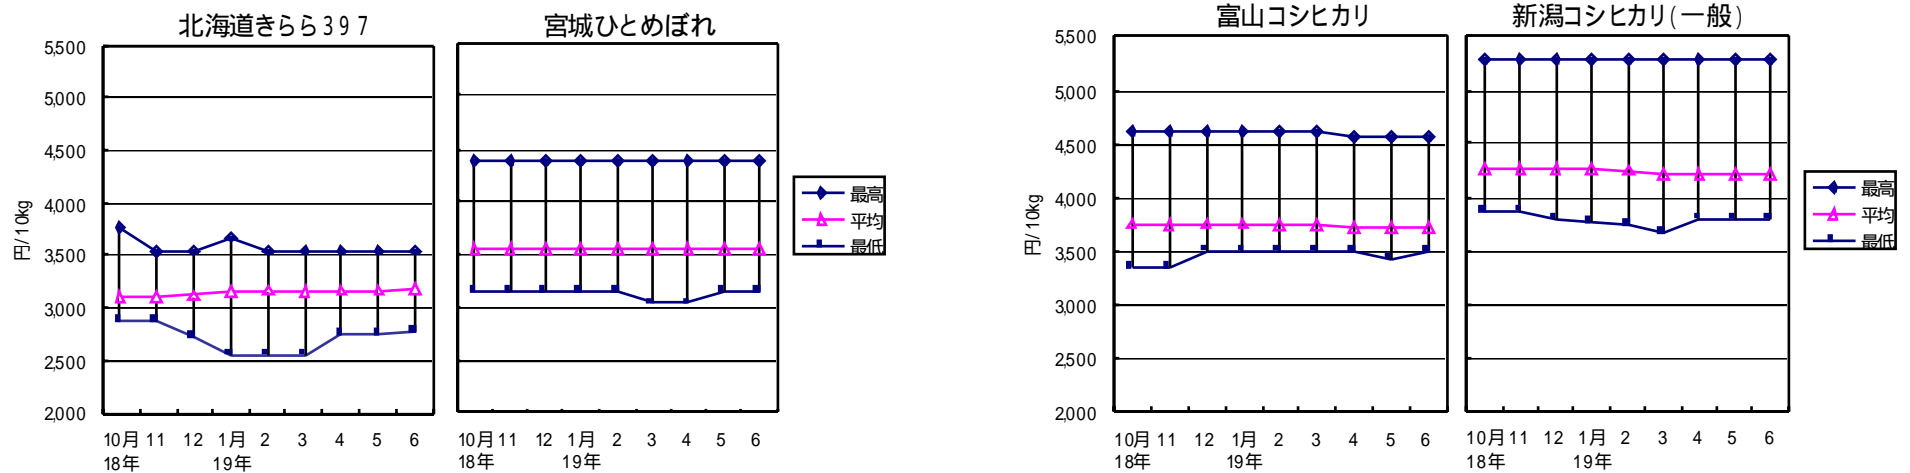 北海道きらら397
宮城ひとめぼれ
5,500
5,000
4,500
4,000
3,500
3,000
2,500
2,000
円/10kg
10月 11 12 1月 2 3 4 5 6
18年 19年
10月 11 12 1月 2 3 4 5 6
18年 19年
最高
平均
最低
富山コシヒカリ
新潟コシヒカリ(一般)
5,500
5,000
4,500
4,000
3,500
3,000
2,500
2,000
円/10kg
10月 11 12 1月 2 3 4 5 6
18年 19年
10月 11 12 1月 2 3 4 5 6
18年 19年
最高
平均
最低